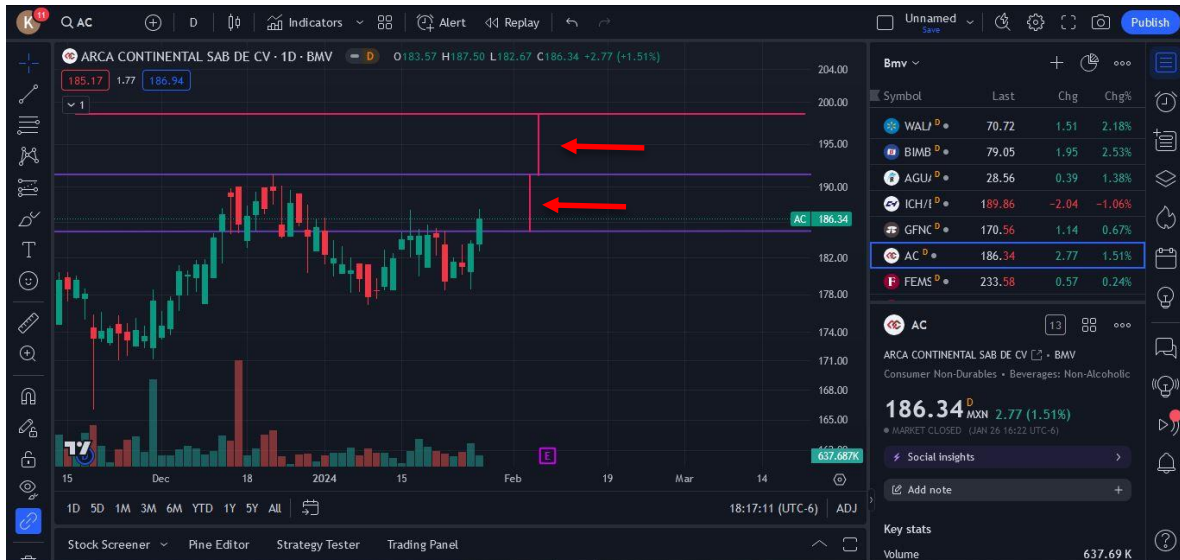 K 11
AC
D
Indicators
Alert
Replay
Unnamed
Save
Publish
ARCA CONTINENTAL SAB DE CV · 1D · BMV
D
O183.57 H187.50 L182.67 C186.34 +2.77 (+1.51%)
185.17 1.77 186.94
1
204.00
200.00
195.00
190.00
AC 186.34
182.00
178.00
174.00
171.00
168.00
165.00
637.687K
E
15 Dec 18 2024 15 Feb 19 Mar 14
1D 5D 1M 3M 6M YTD 1Y 5Y All
18:17:11 (UTC-6) ADJ
Stock Screener Pine Editor Strategy Tester Trading Panel
Bmv
Symbol Last Chg Chg%
D 70.72 1.51 2.18%
BIMB D 79.05 1.95 2.53%
D 28.56 0.39 1.38%
D 189.86 −2.04 −1.06%
GFNC D 170.56 1.14 0.67%
AC D 186.34 2.77 1.51%
FEMS D 233.58 0.57 0.24%
AC
13
ARCA CONTINENTAL SAB DE CV · BMV
Consumer Non-Durables • Beverages: Non-Alcoholic
186.34 D MXN 2.77 (1.51%)
MARKET CLOSED (JAN 26 16:22 UTC-6)
Social insights
Add note
Key stats
Volume 637.69K